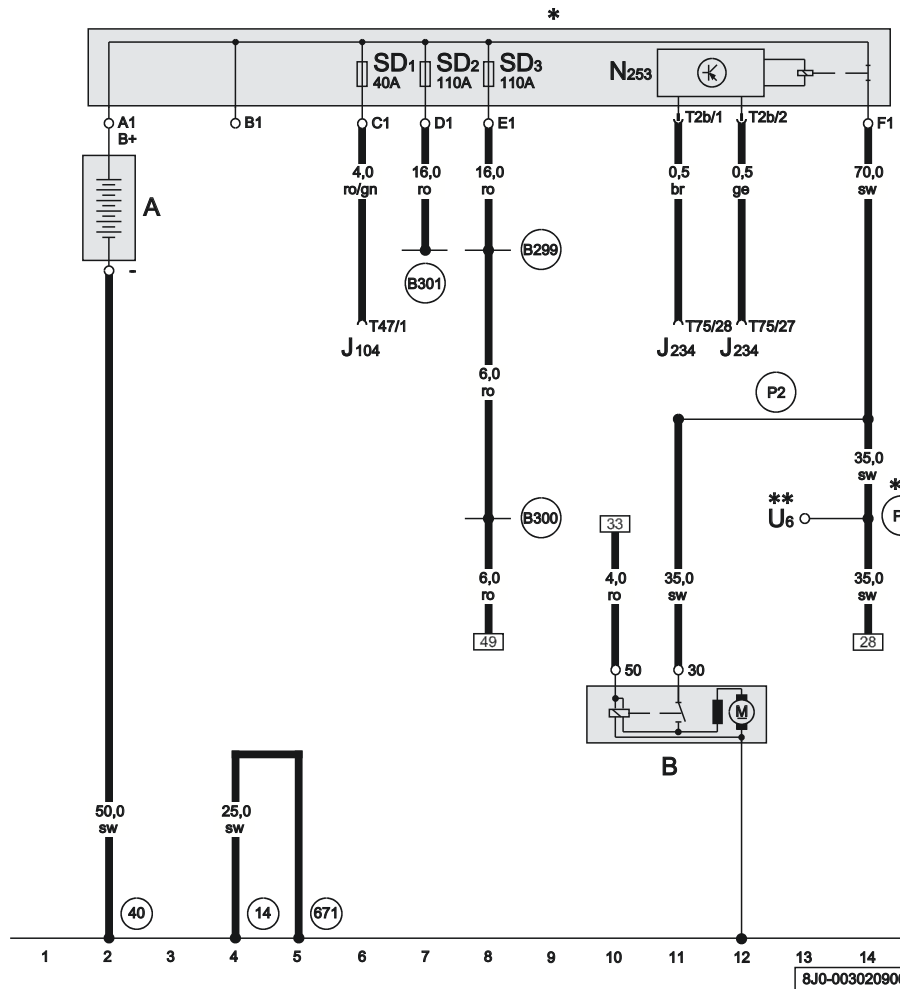 *
SD1 SD2 SD3 N253
40A 110A 110A
A1 B1 C1 D1 E1 T2b/1 T2b/2 F1
B+
4,0 16,0 16,0 0,5 0,5 70,0
ro/gn ro ro br ge sw
A
B301 B299
-
T47/1 T75/28 T75/27
J104 J234 J234
6,0
ro
P2
35,0
sw
** *
U6
B300
33
6,0 4,0 35,0 35,0
ro ro sw sw
49 28
50 30
M
B
50,0 25,0
sw sw
40 14 671
1 2 3 4 5 6 7 8 9 10 11 12 13 14